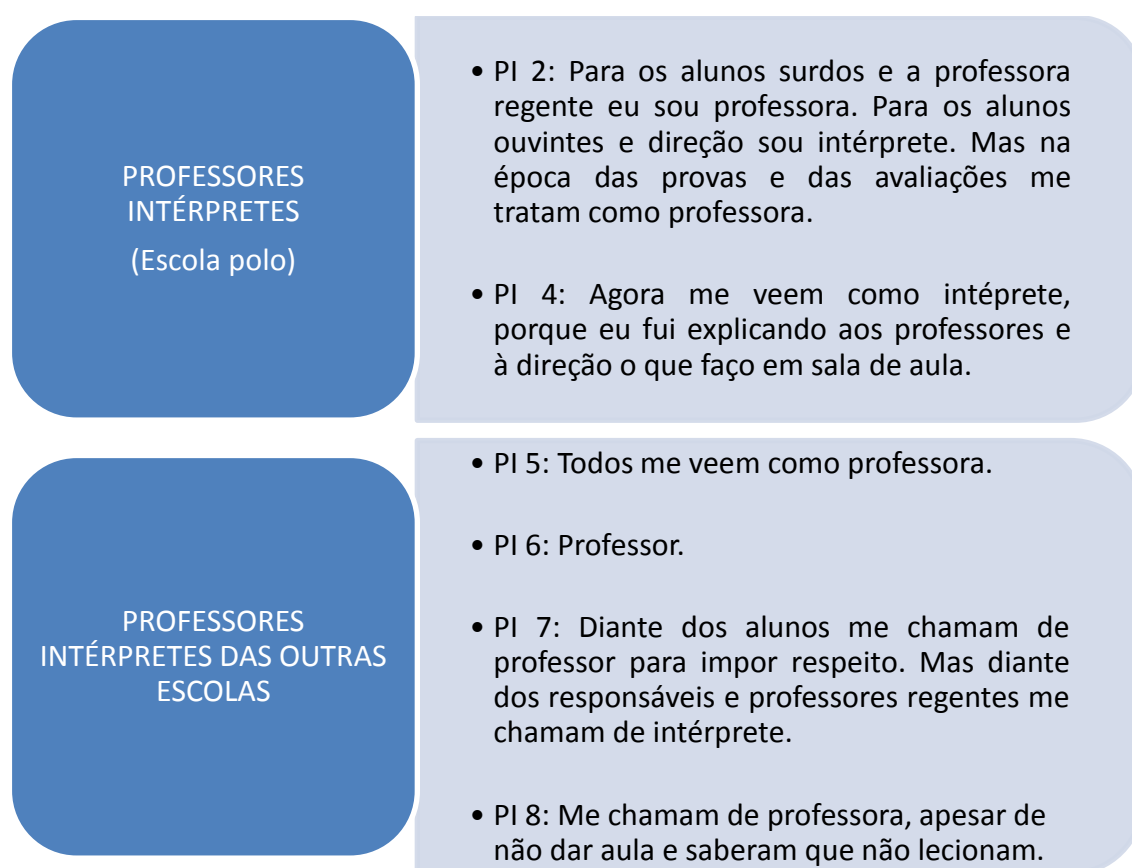 PROFESSORES
INTÉRPRETES
(Escola polo)
• PI 2: Para os alunos surdos e a professora
regente eu sou professora. Para os alunos
ouvintes e direção sou intérprete. Mas na
época das provas e das avaliações me
tratam como professora.
• PI 4: Agora me veem como intéprete,
porque eu fui explicando aos professores e
à direção o que faço em sala de aula.
PROFESSORES
INTÉRPRETES DAS OUTRAS
ESCOLAS
• PI 5: Todos me veem como professora.
• PI 6: Professor.
• PI 7: Diante dos alunos me chamam de
professor para impor respeito. Mas diante
dos responsáveis e professores regentes me
chamam de intérprete.
• PI 8: Me chamam de professora, apesar de
não dar aula e saberam que não lecionam.